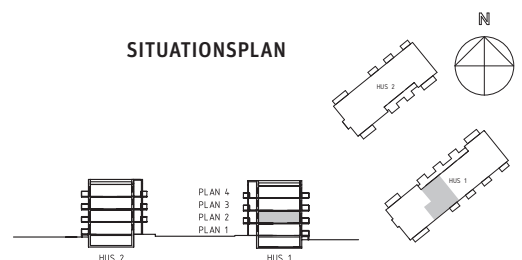 N
SITUATIONSPLAN
HUS 2
HUS 1
PLAN 4
PLAN 3
PLAN 2
PLAN 1
HUS 2
HUS 1